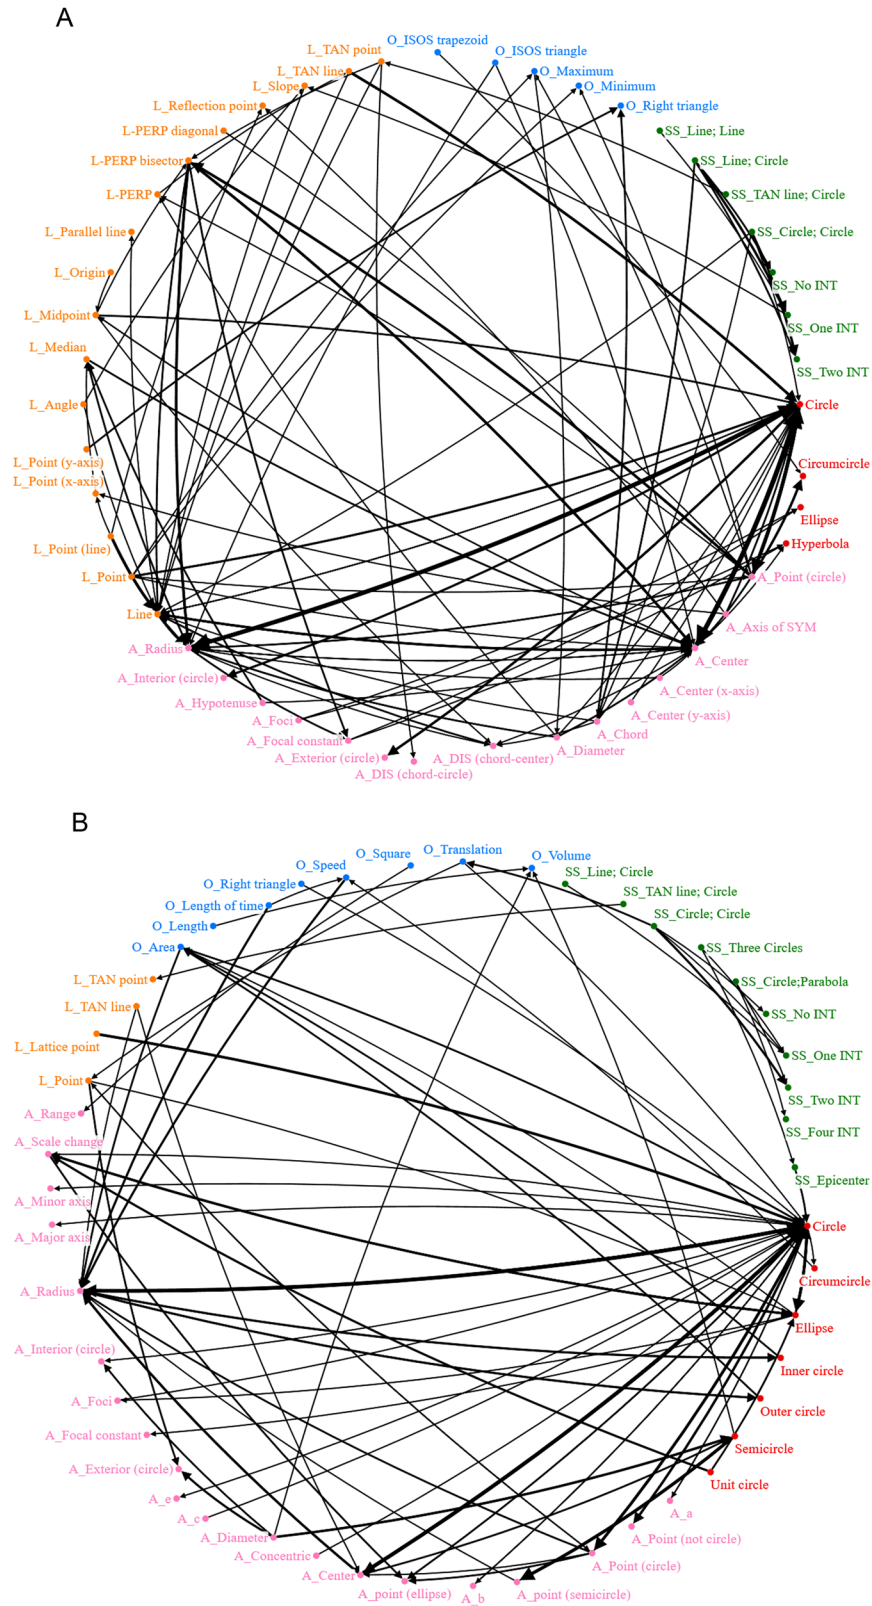 A
O_ISOS trapezoid
L_TAN point
O_ISOS triangle
L_TAN line
O_Maximum
L_Slope
O_Minimum
L_Reflection point
O_Right triangle
L-PERP diagonal
SS_Line; Line
L-PERP bisector
SS_Line; Circle
L-PERP
SS_TAN line; Circle
L_Parallel line
SS_Circle; Circle
L_Origin
SS_No INT
L_Midpoint
SS_One INT
L_Median
SS_Two INT
L_Angle
Circle
L_Point (y-axis)
Circumcircle
L_Point (x-axis)
Ellipse
L_Point (line)
Hyperbola
L_Point
A_Point (circle)
Line
A_Axis of SYM
A_Radius
A_Center
A_Interior (circle)
A_Center (x-axis)
A_Hypotenuse
A_Center (y-axis)
A_Foci
A_Chord
A_Focal constant
A_Diameter
A_Exterior (circle)
A_DIS (chord-center)
A_DIS (chord-circle)
B
O_Translation
O_Square
O_Volume
O_Speed
SS_Line; Circle
O_Right triangle
SS_TAN line; Circle
O_Length of time
SS_Circle; Circle
O_Length
O_Area
SS_Three Circles
L_TAN point
SS_Circle;Parabola
L_TAN line
SS_No INT
L_Lattice point
SS_One INT
L_Point
SS_Two INT
A_Range
SS_Four INT
A_Scale change
SS_Epicenter
A_Minor axis
Circle
A_Major axis
Circumcircle
A_Radius
Ellipse
A_Interior (circle)
Inner circle
A_Foci
Outer circle
A_Focal constant
Semicircle
A_Exterior (circle)
Unit circle
A_e
A_a
A_c
A_Point (not circle)
A_Diameter
A_Concentric
A_Point (circle)
A_Center
A_point (ellipse)
A_b
A_point (semicircle)